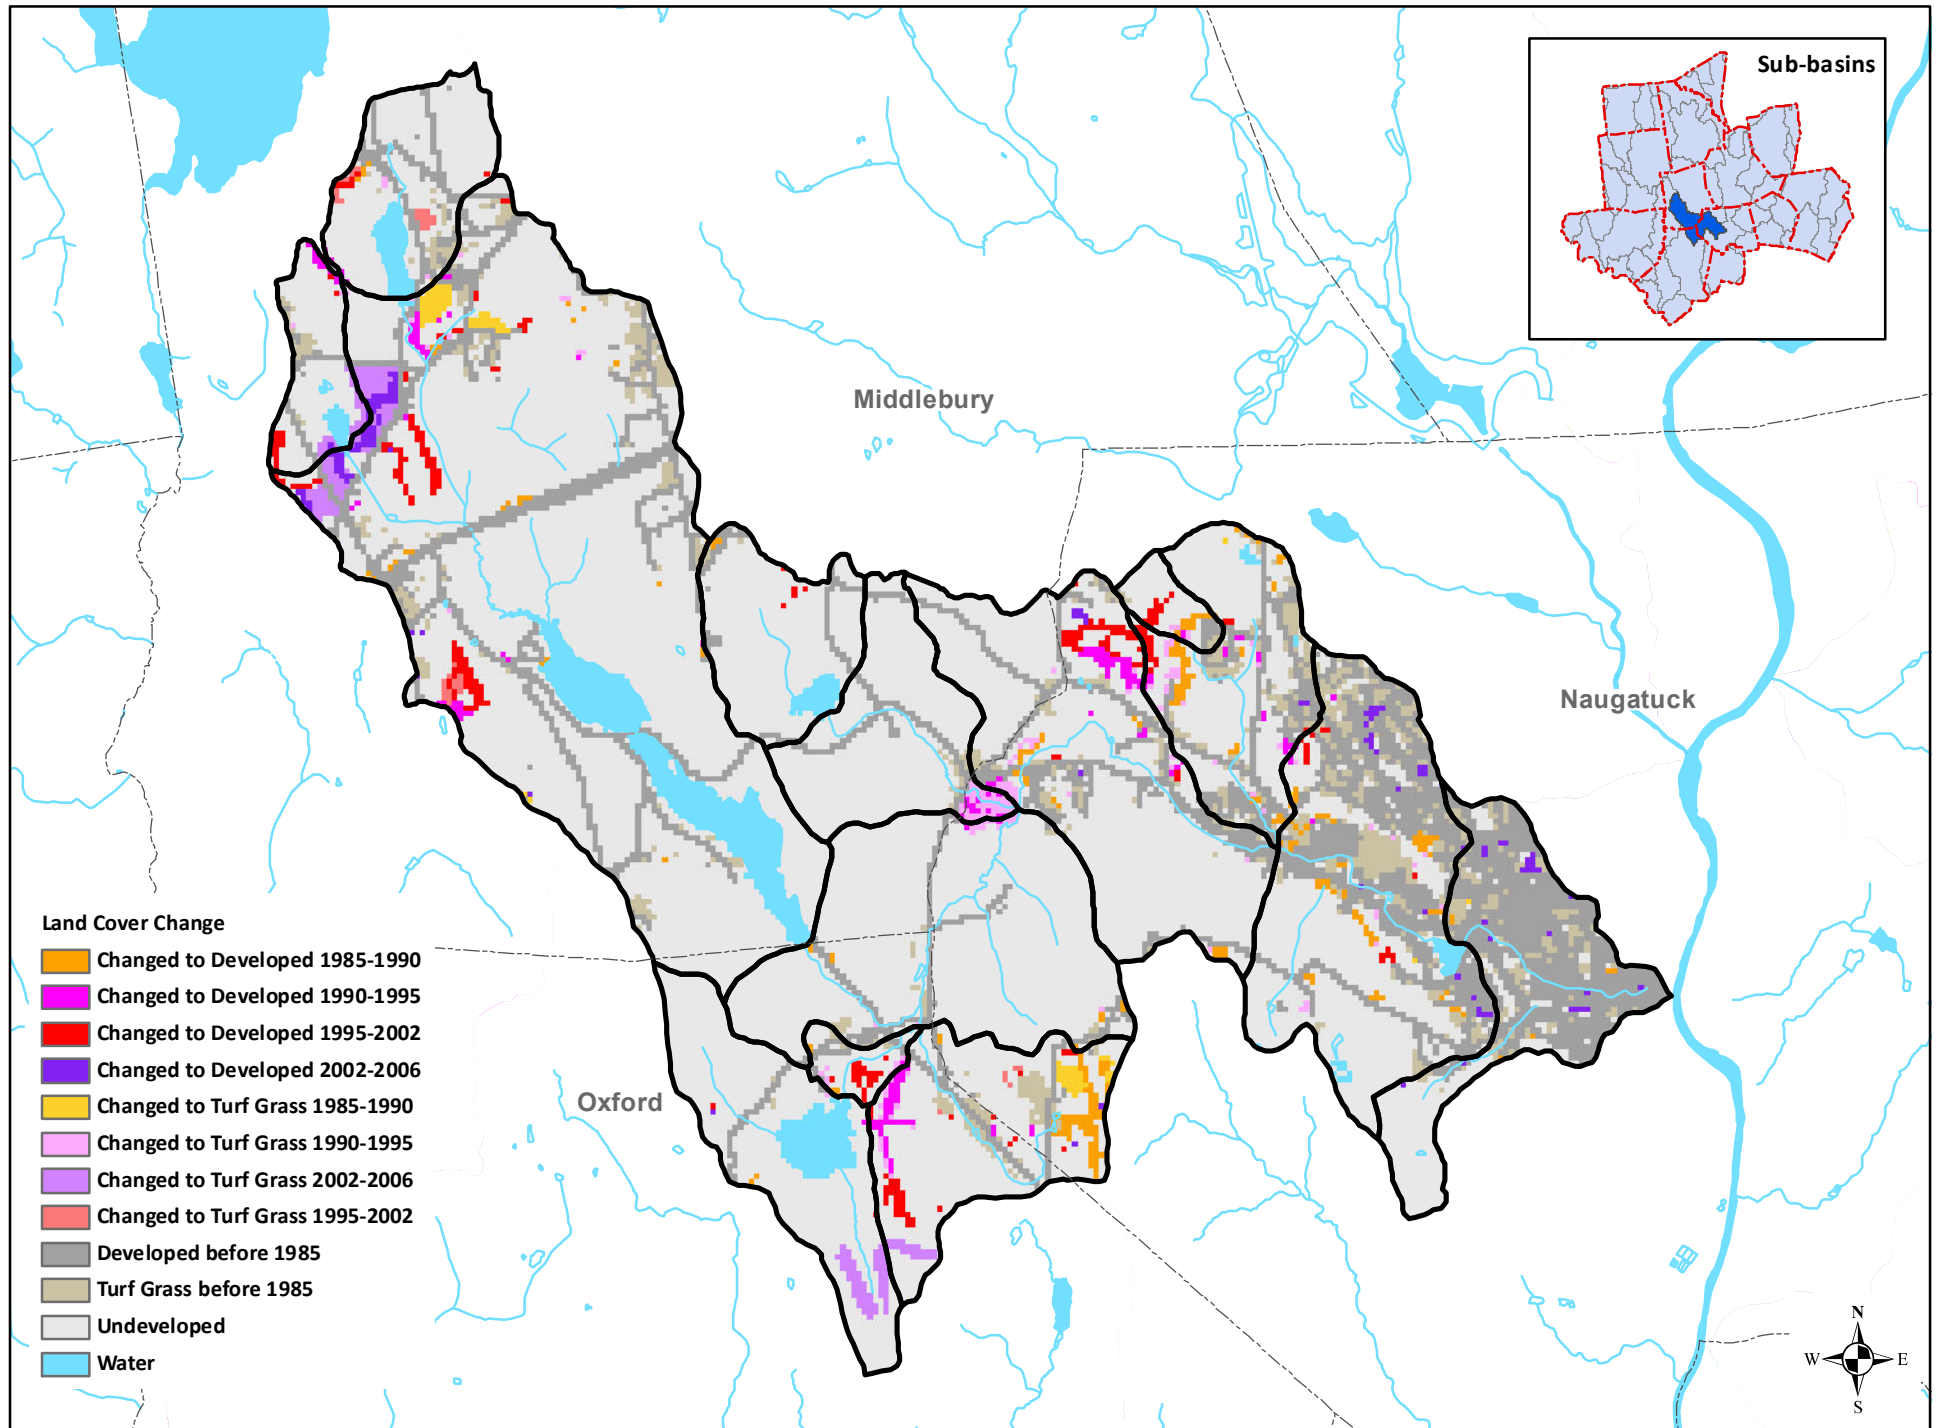 Sub-basins
Middlebury
Naugatuck
Oxford
Land Cover Change
Changed to Developed 1985-1990
Changed to Developed 1990-1995
Changed to Developed 1995-2002
Changed to Developed 2002-2006
Changed to Turf Grass 1985-1990
Changed to Turf Grass 1990-1995
Changed to Turf Grass 2002-2006
Changed to Turf Grass 1995-2002
Developed before 1985
Turf Grass before 1985
Undeveloped
Water
N
W E
S